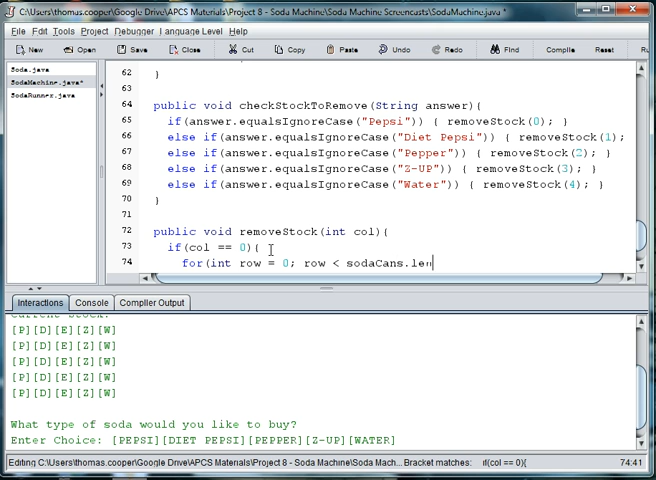 C:\Users\thomas.cooper\Google Drive\APCS Materials\Project 8 - Soda Machine\Soda Machine Screencasts\SodaMachine.java *
File Edit Tools Project Debugger Language Level Help
New Open Save Close Cut Copy Paste Undo Redo Find Compile Reset Ru
Soda.java
SodaMachine.java*
SodaRunner.java
62 }
63
64 public void checkStockToRemove(String answer){
65 if(answer.equalsIgnoreCase("Pepsi")) { removeStock(0); }
66 else if(answer.equalsIgnoreCase("Diet Pepsi")) { removeStock(1);
67 else if(answer.equalsIgnoreCase("Pepper")) { removeStock(2); }
68 else if(answer.equalsIgnoreCase("Z-UP")) { removeStock(3); }
69 else if(answer.equalsIgnoreCase("Water")) { removeStock(4); }
70 }
71
72 public void removeStock(int col){
73 if(col == 0){
74 for(int row = 0; row < sodaCans.len
Interactions Console Compiler Output
Current Stock:
[P][D][E][Z][W]
[P][D][E][Z][W]
[P][D][E][Z][W]
[P][D][E][Z][W]
[P][D][E][Z][W]
What type of soda would you like to buy?
Enter Choice: [PEPSI][DIET PEPSI][PEPPER][Z-UP][WATER]
Editing C:\Users\thomas.cooper\Google Drive\APCS Materials\Project 8 - Soda Machine\Soda Mach... Bracket matches: if(col == 0){ 74:41